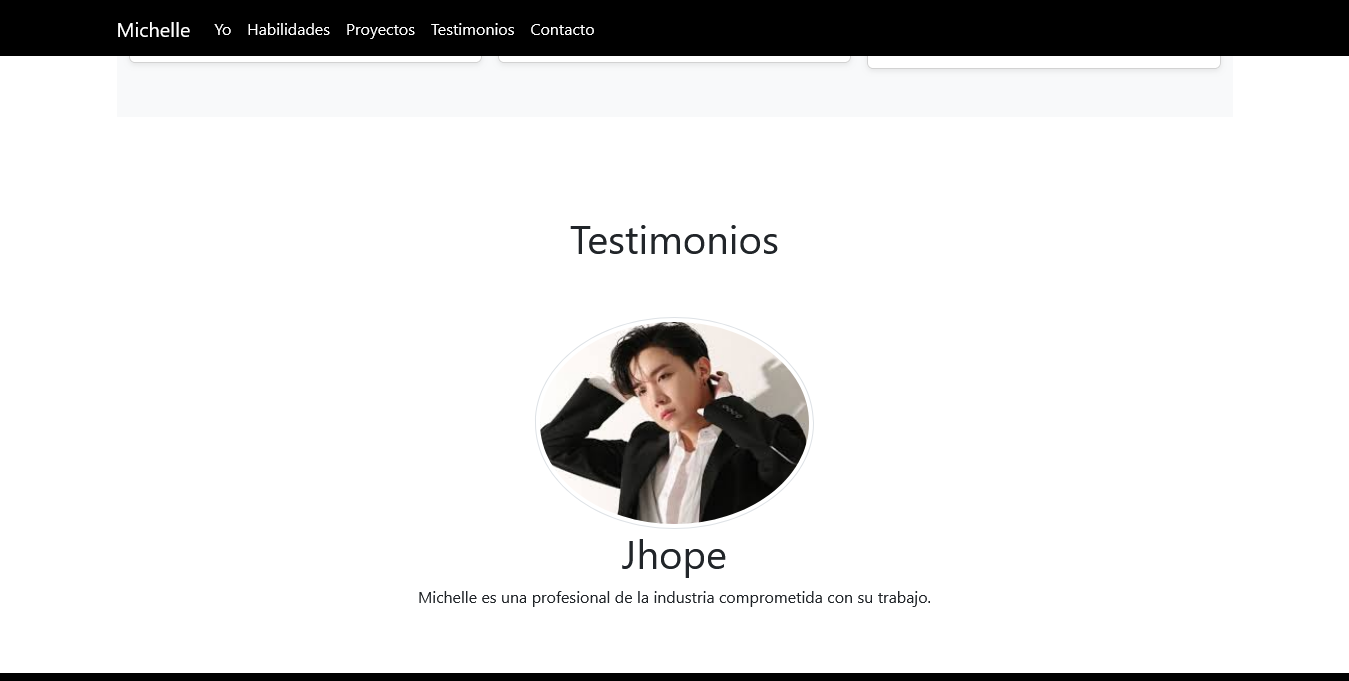 Michelle Yo Habilidades Proyectos Testimonios Contacto
Testimonios
Jhope
Michelle es una profesional de la industria comprometida con su trabajo.